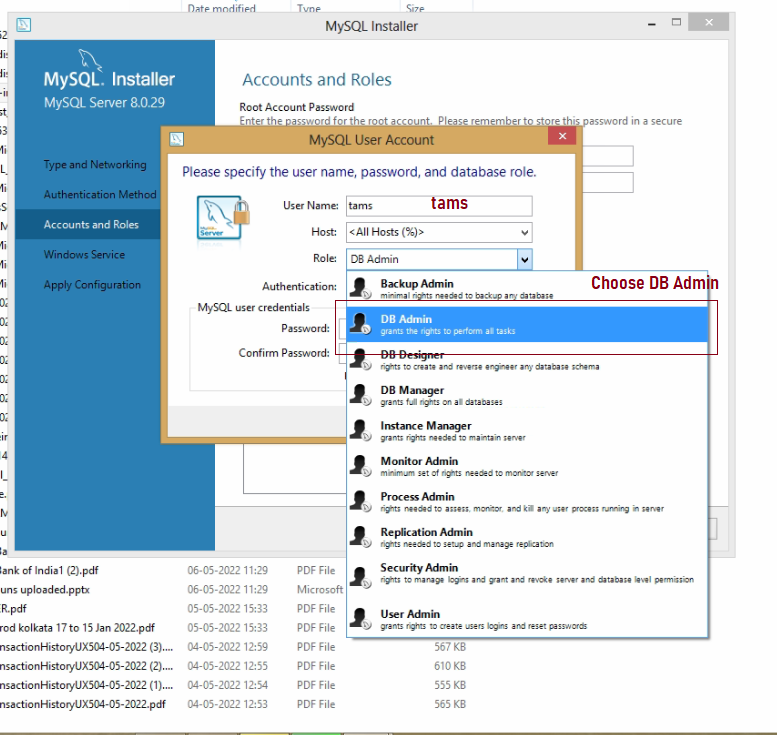 Date modified Type Size
MySQL Installer
MySQL. Installer
MySQL Server 8.0.29
Accounts and Roles
Root Account Password
Enter the password for the root account. Please remember to store this password in a secure
MySQL User Account
Please specify the user name, password, and database role.
Type and Networking
Authentication Method
Accounts and Roles
Windows Service
Apply Configuration
MySQL
Server
User Name: tams
tams
Host: <All Hosts (%)>
Role: DB Admin
Authentication:
MySQL user credentials
Password:
Confirm Password:
Choose DB Admin
Backup Admin
minimal rights needed to backup any database
DB Admin
grants the rights to perform all tasks
DB Designer
rights to create and reverse engineer any database schema
DB Manager
grants full rights on all databases
Instance Manager
grants rights needed to maintain server
Monitor Admin
minimum set of rights needed to monitor server
Process Admin
rights needed to assess, monitor, and kill any user process running in server
Replication Admin
rights needed to setup and manage replication
Security Admin
rights to manage logins and grant and revoke server and database level permission
User Admin
grants rights to create users logins and reset passwords
ank of India1 (2).pdf 06-05-2022 11:29 PDF File
uns uploaded.pptx 06-05-2022 11:29 Microsoft
R.pdf 05-05-2022 15:33 PDF File
rod kolkata 17 to 15 Jan 2022.pdf 05-05-2022 15:33 PDF File
nsactionHistoryUX504-05-2022 (3).... 04-05-2022 12:59 PDF File 567 KB
nsactionHistoryUX504-05-2022 (2).... 04-05-2022 12:55 PDF File 610 KB
nsactionHistoryUX504-05-2022 (1).... 04-05-2022 12:54 PDF File 555 KB
nsactionHistoryUX504-05-2022.pdf 04-05-2022 12:53 PDF File 565 KB